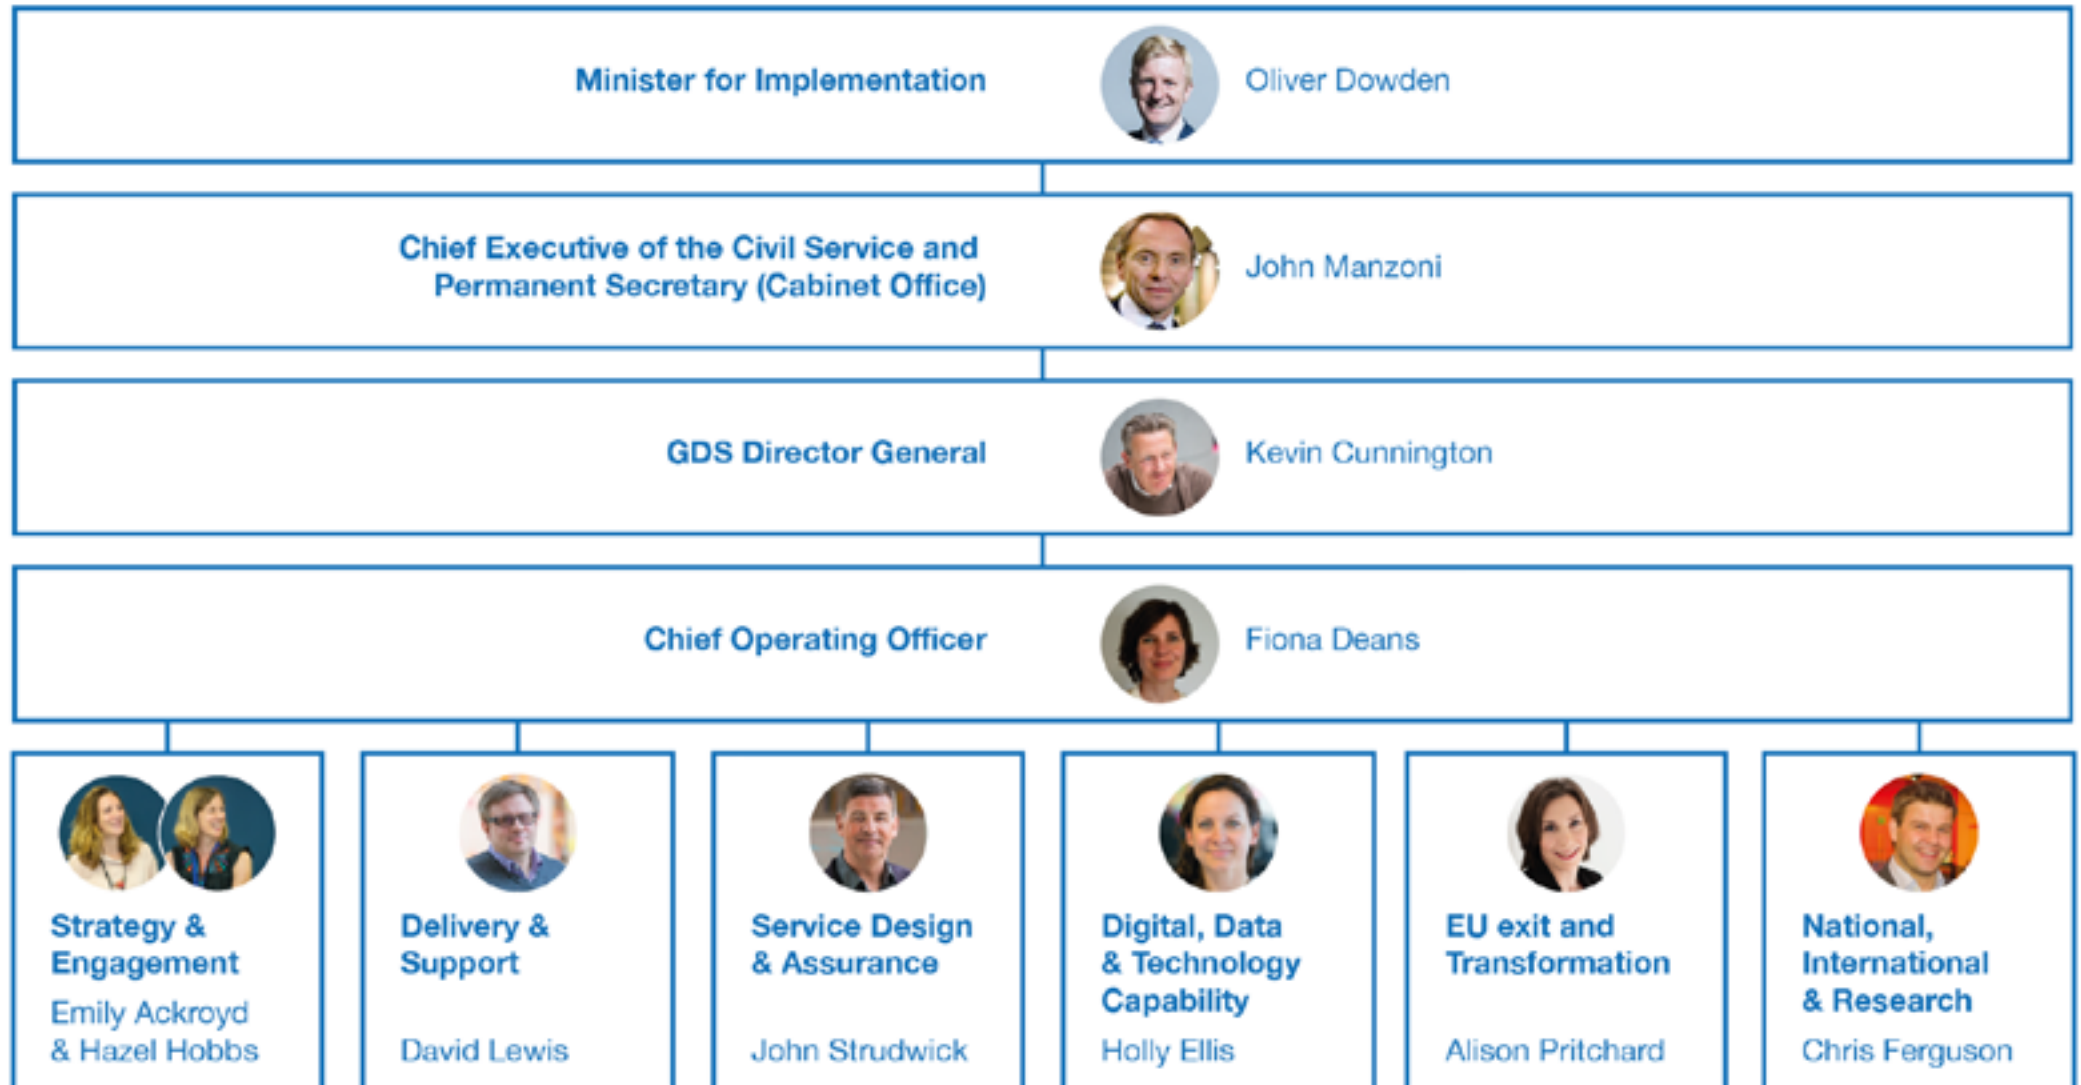 Minister for Implementation
Oliver Dowden
Chief Executive of the Civil Service and
Permanent Secretary (Cabinet Office)
John Manzoni
GDS Director General
Kevin Cunnington
Chief Operating Officer
Fiona Deans
Strategy &
Engagement
Emily Ackroyd
& Hazel Hobbs
Delivery &
Support
David Lewis
Service Design
& Assurance
John Strudwick
Digital, Data
& Technology
Capability
Holly Ellis
EU exit and
Transformation
Alison Pritchard
National,
International
& Research
Chris Ferguson